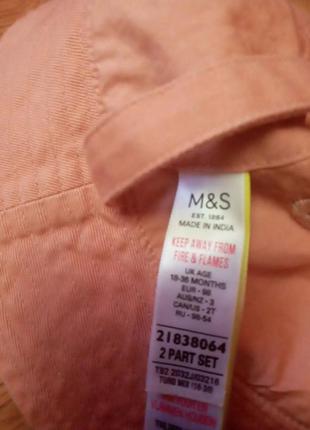 M&S
EST. 1884
MADE IN INDIA
KEEP AWAY FROM
FIRE & FLAMES
UK AGE
18-36 MONTHS
EUR - 98
AUS/NZ - 3
CAN/US - 2T
RU - 98-54
21838064
2 PART SET